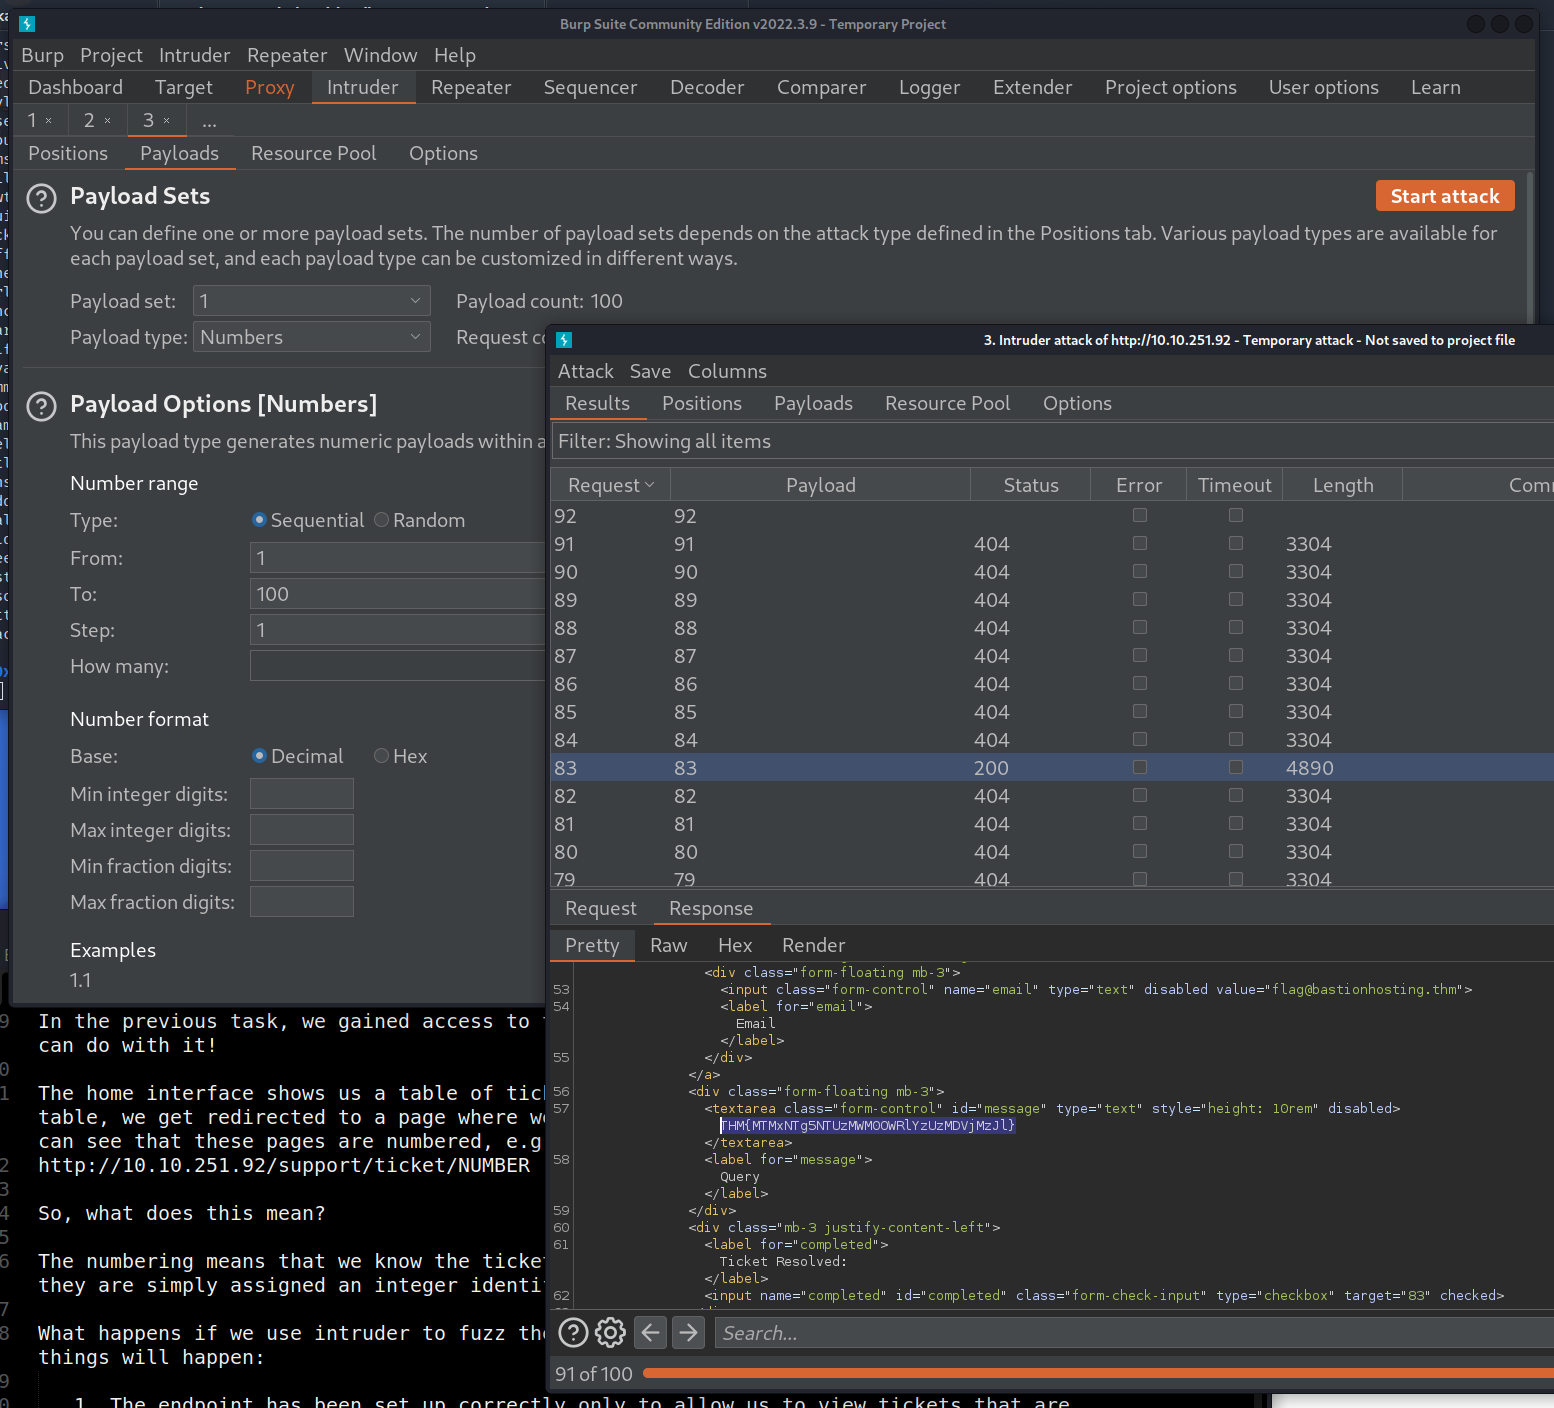 Burp Suite Community Edition v2022.3.9 - Temporary Project
Burp Project Intruder Repeater Window Help
Dashboard Target Proxy Intruder Repeater Sequencer Decoder Comparer Logger Extender Project options User options Learn
1 × 2 × 3 × ...
Positions Payloads Resource Pool Options
? Payload Sets
Start attack
You can define one or more payload sets. The number of payload sets depends on the attack type defined in the Positions tab. Various payload types are available for
each payload set, and each payload type can be customized in different ways.
Payload set: 1 Payload count: 100
Payload type: Numbers Request
? Payload Options [Numbers]
This payload type generates numeric payloads within a
Number range
Type: Sequential Random
From: 1
To: 100
Step: 1
How many:
Number format
Base: Decimal Hex
Min integer digits:
Max integer digits:
Min fraction digits:
Max fraction digits:
Examples
1.1
3. Intruder attack of http://10.10.251.92 - Temporary attack - Not saved to project file
Attack Save Columns
Results Positions Payloads Resource Pool Options
Filter: Showing all items
Request Payload Status Error Timeout Length
92 92
91 91 404 3304
90 90 404 3304
89 89 404 3304
88 88 404 3304
87 87 404 3304
86 86 404 3304
85 85 404 3304
84 84 404 3304
83 83 200 4890
82 82 404 3304
81 81 404 3304
80 80 404 3304
79 79 404 3304
Request Response
Pretty Raw Hex Render
<div class="form-floating mb-3">
53 <input class="form-control" name="email" type="text" disabled value="flag@bastionhosting.thm">
54 <label for="email">
Email
</label>
55 </div>
</a>
56 <div class="form-floating mb-3">
57 <textarea class="form-control" id="message" type="text" style="height: 10rem" disabled>
THM{MTMxNTg5NTUzMWM0OWRlYzUzMDVjMzJl}
</textarea>
58 <label for="message">
Query
</label>
59 </div>
60 <div class="mb-3 justify-content-left">
61 <label for="completed">
Ticket Resolved:
</label>
62 <input name="completed" id="completed" class="form-check-input" type="checkbox" target="83" checked>
? Search...
91 of 100
In the previous task, we gained access to
can do with it!
The home interface shows us a table of
table, we get redirected to a page where
can see that these pages are numbered, e.g
http://10.10.251.92/support/ticket/NUMBER
So, what does this mean?
The numbering means that we know the
they are simply assigned an integer
What happens if we use intruder to fuzz
things will happen:
1. The endpoint has been set up correctly only to allow us to view tickets that are